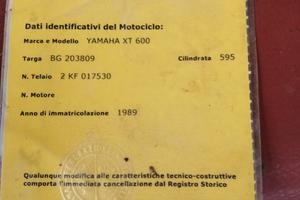 Dati identificativi del Motociclo:
Marca e Modello YAMAHA XT 600
Targa BG 203809 Cilindrata 595
N. Telaio 2 KF 017530
N. Motore
Anno di immatricolazione 1989
Qualunque modifica alle caratteristiche tecnico-costruttive
comporta l'immediata cancellazione dal Registro Storico